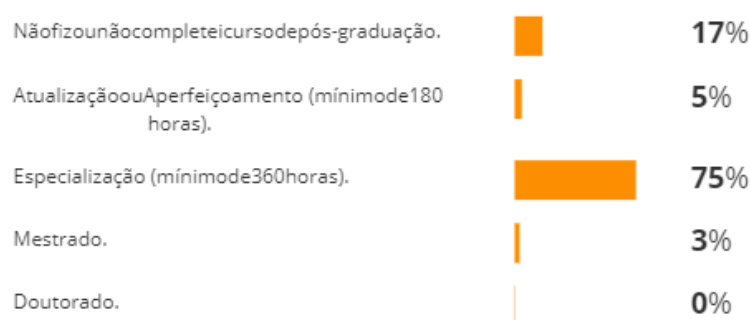 Nãofizounãocompleteicursodepós-graduação. 17%
AtualizaçãoouAperfeiçoamento (mínimode180 5%
horas).
Especialização (mínimode360horas). 75%
Mestrado. 3%
Doutorado. 0%